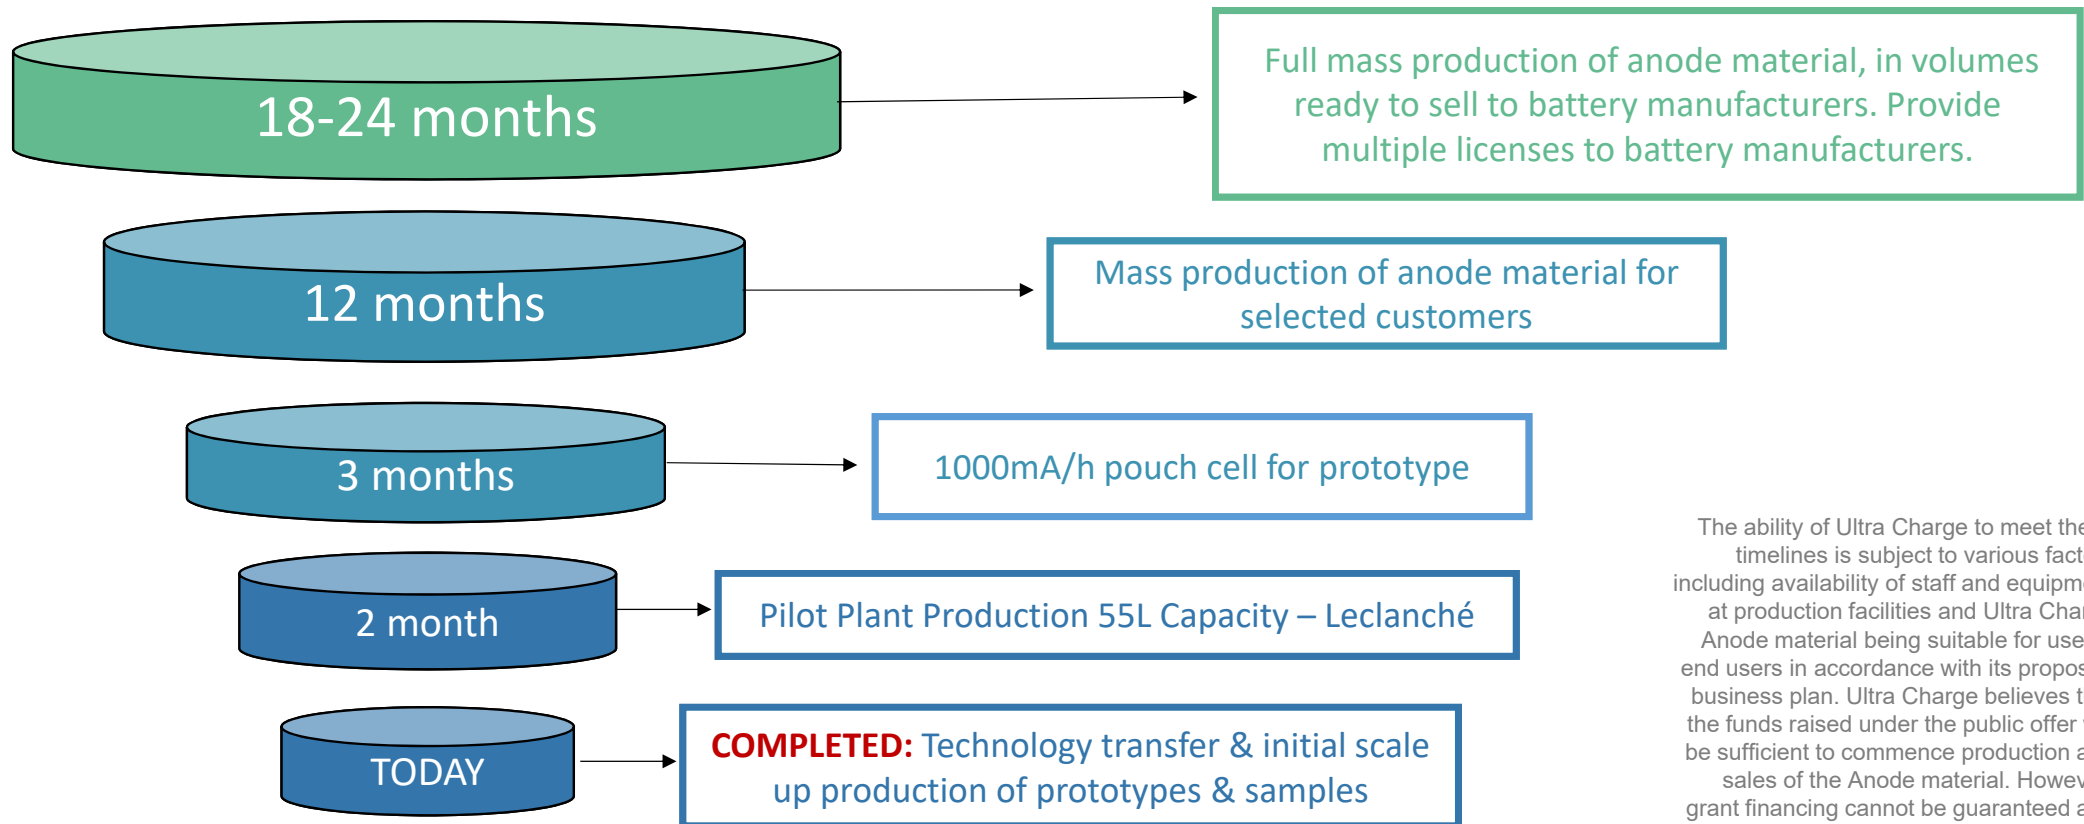 18-24 months
Full mass production of anode material, in volumes
ready to sell to battery manufacturers. Provide
multiple licenses to battery manufacturers.
12 months
Mass production of anode material for
selected customers
3 months
1000mA/h pouch cell for prototype
2 month
Pilot Plant Production 55L Capacity – Leclanché
TODAY
COMPLETED: Technology transfer & initial scale
up production of prototypes & samples
The ability of Ultra Charge to meet
timelines is subject to various
including availability of staff and
at production facilities and Ultra
Anode material being suitable for use
end users in accordance with its
business plan. Ultra Charge believes
the funds raised under the public offer
be sufficient to commence production
sales of the Anode material.
grant financing cannot be guaranteed